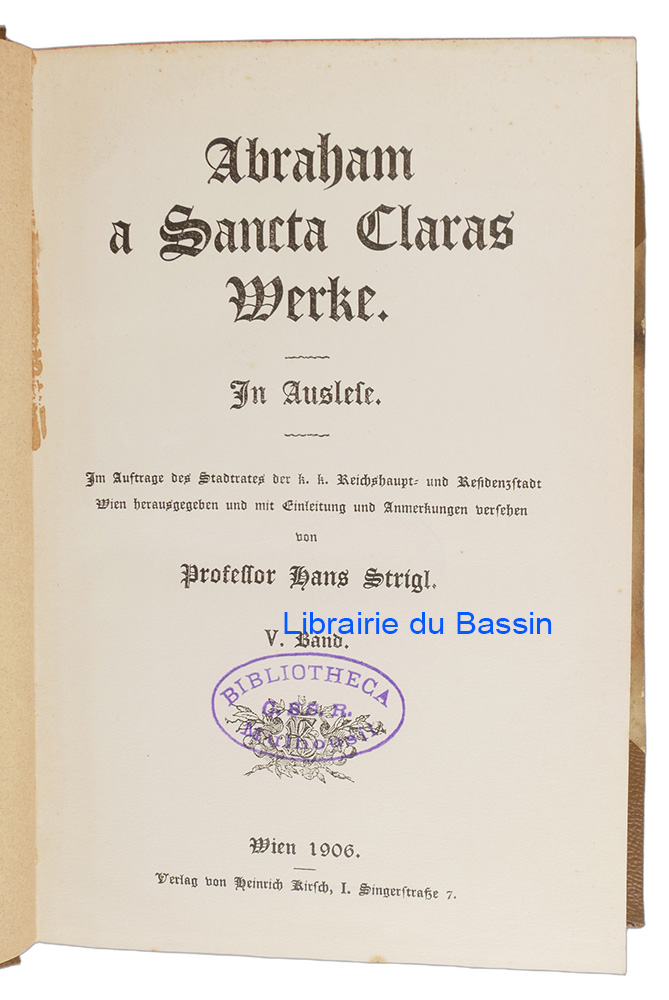 Abraham
a Sancta Claras
Werke.
In Auslese.
Im Auftrage des Stadtrates der k. k. Reichshaupt- und Residenzstadt
Wien herausgegeben und mit Einleitung und Anmerkungen versehen
von
Professor Hans Strigl.
Librairie du Bassin
V. Band.
BIBLIOTHECA
C. SS. R.
Wien 1906.
Verlag von Heinrich Kirsch, I. Singerstraße 7.